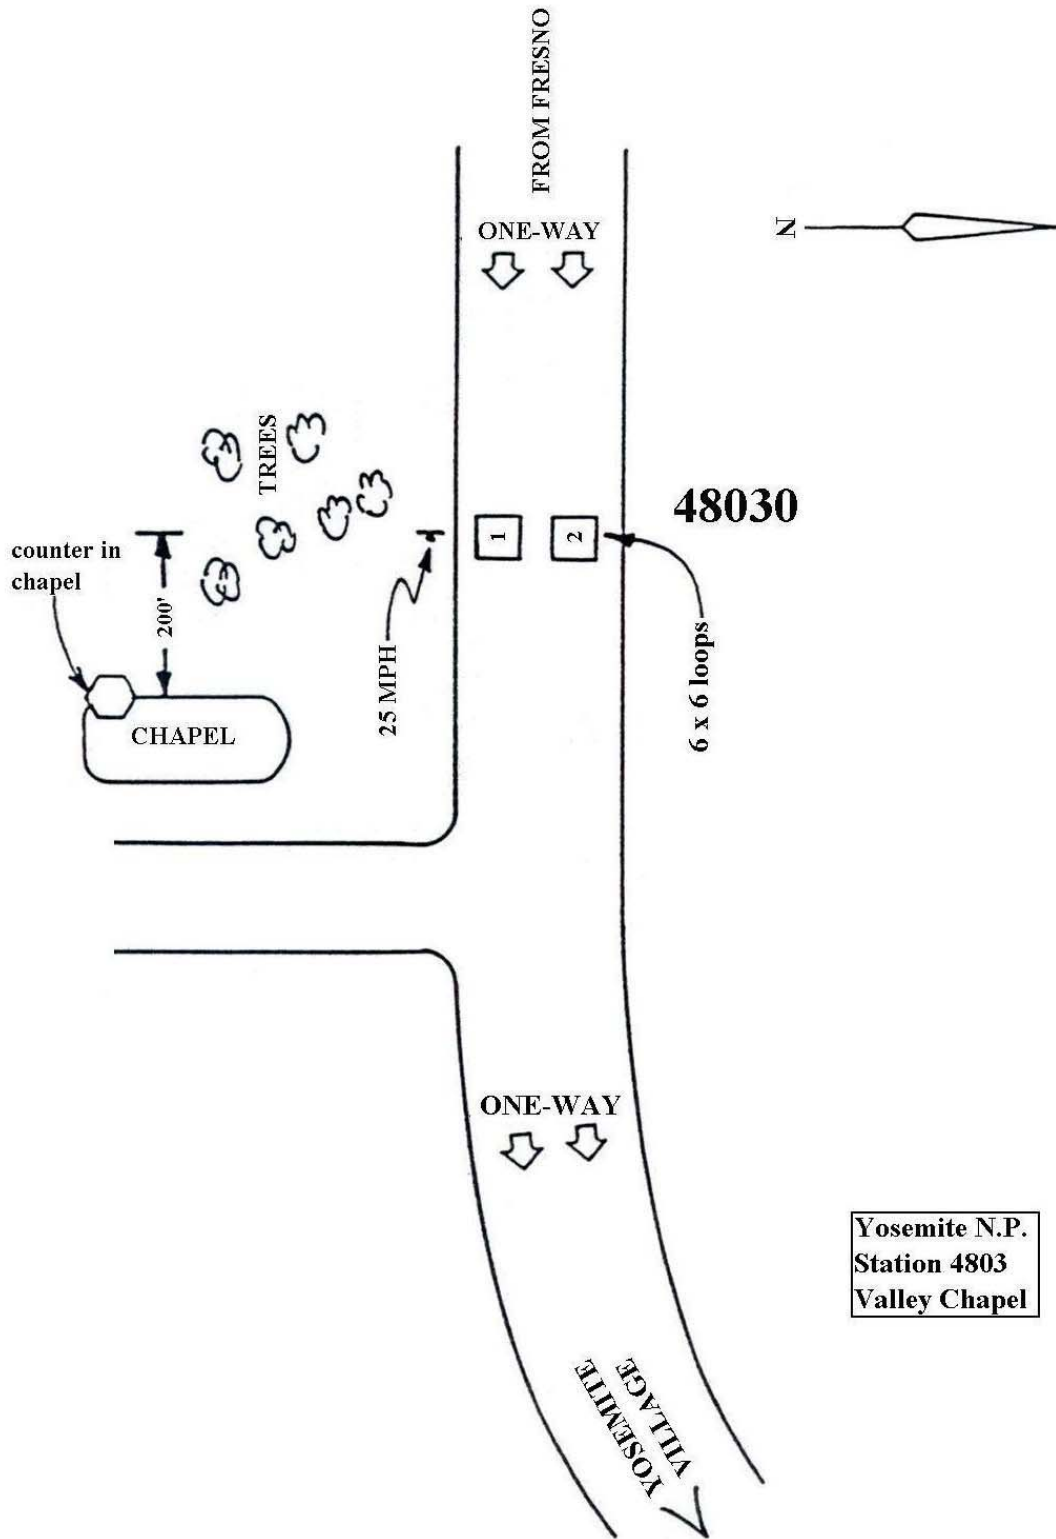 FROM FRESNO
ONE-WAY
N
TREES
counter in
chapel
200'
48030
1
2
25 MPH
6 x 6 loops
CHAPEL
ONE-WAY
YOSEMITE
VILLAGE
Yosemite N.P.
Station 4803
Valley Chapel